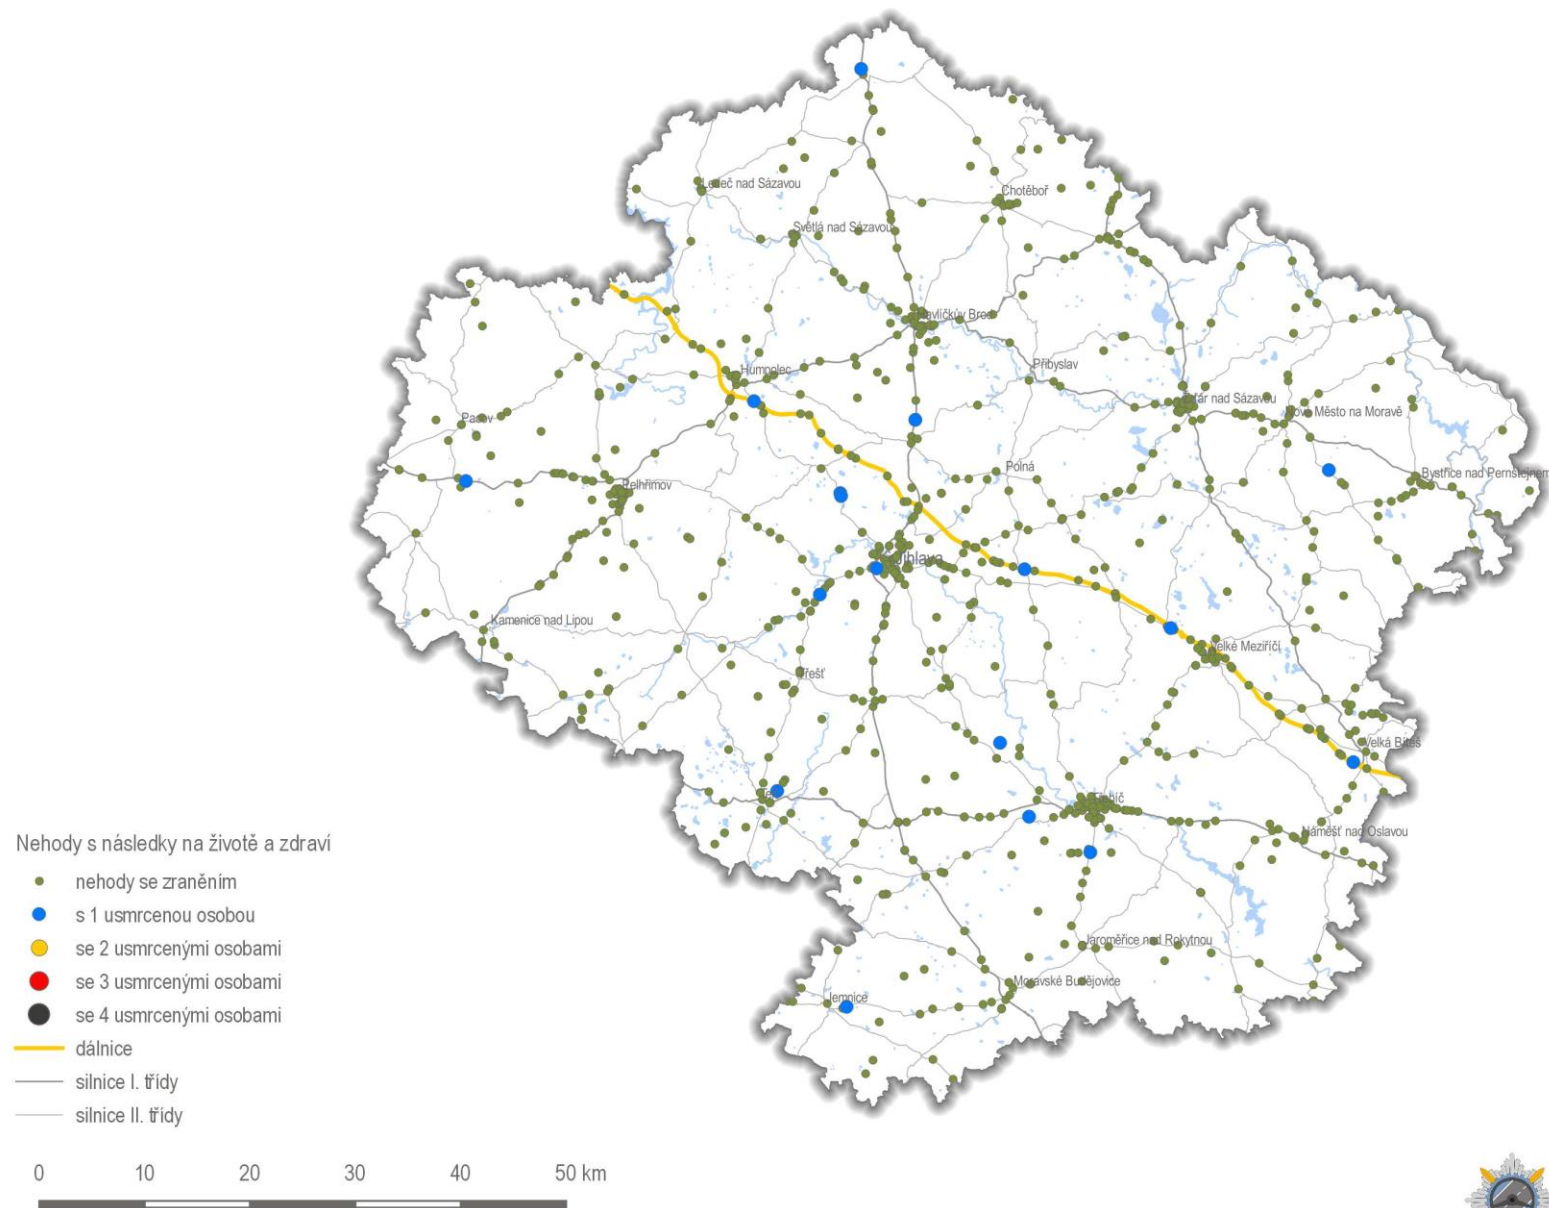 Ledeč nad Sázavou
Chotěboř
Světlá nad Sázavou
Havlíčkův Brod
Přibyslav
Humpolec
Žďár nad Sázavou
Nové Město na Moravě
Pacov
Polná
Bystřice nad Pernštejnem
Pelhřimov
Jihlava
Kamenice nad Lipou
Velké Meziříčí
Třešť
Velká Bíteš
Telč
Třebíč
Náměšť nad Oslavou
Jaroměřice nad Rokytnou
Moravské Budějovice
Jemnice
Nehody s následky na životě a zdraví
nehody se zraněním
s 1 usmrcenou osobou
se 2 usmrcenými osobami
se 3 usmrcenými osobami
se 4 usmrcenými osobami
dálnice
silnice I. třídy
silnice II. třídy
0 10 20 30 40 50 km